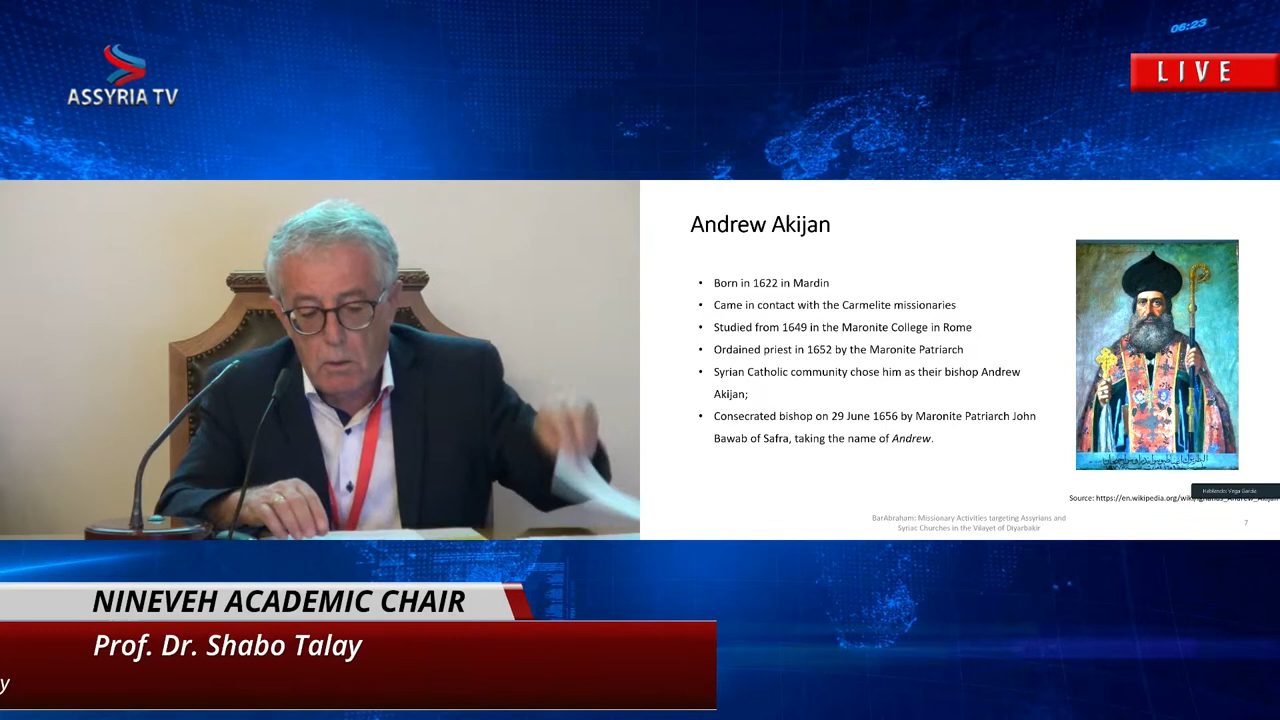 06:23
ASSYRIA TV
LIVE
Andrew Akijan
• Born in 1622 in Mardin
• Came in contact with the Carmelite missionaries
• Studied from 1649 in the Maronite College in Rome
• Ordained priest in 1652 by the Maronite Patriarch
• Syrian Catholic community chose him as their bishop Andrew
Akijan;
• Consecrated bishop on 29 June 1656 by Maronite Patriarch John
Bawab of Safra, taking the name of Andrew.
Hablando: Vega García
Source: https://en.wikipedia.org/wiki/Ignatius_Andrew_Akijan
BarAbraham: Missionary Activities targeting Assyrians and
Syriac Churches in the Vilayet of Diyarbakir
7
NINEVEH ACADEMIC CHAIR
Prof. Dr. Shabo Talay
y